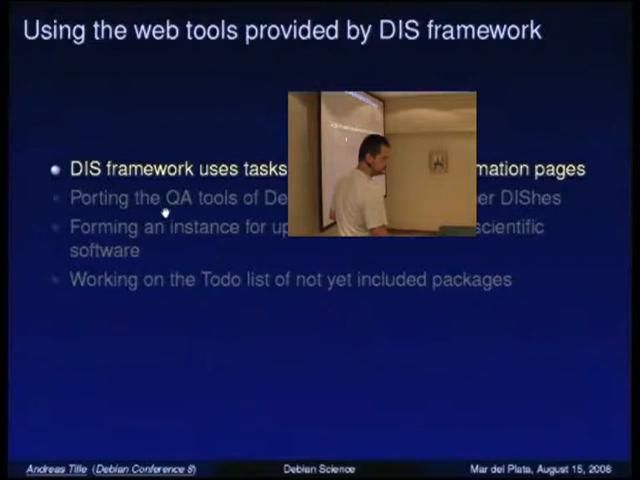 Using the web tools provided by DIS framework
DIS framework uses tasks mation pages
Porting the QA tools of De er DIShes
Forming an instance for up scientific
software
Working on the Todo list of not yet included packages
Andreas Tille (Debian Conference 8) Debian Science Mar del Plata, August 15, 2008